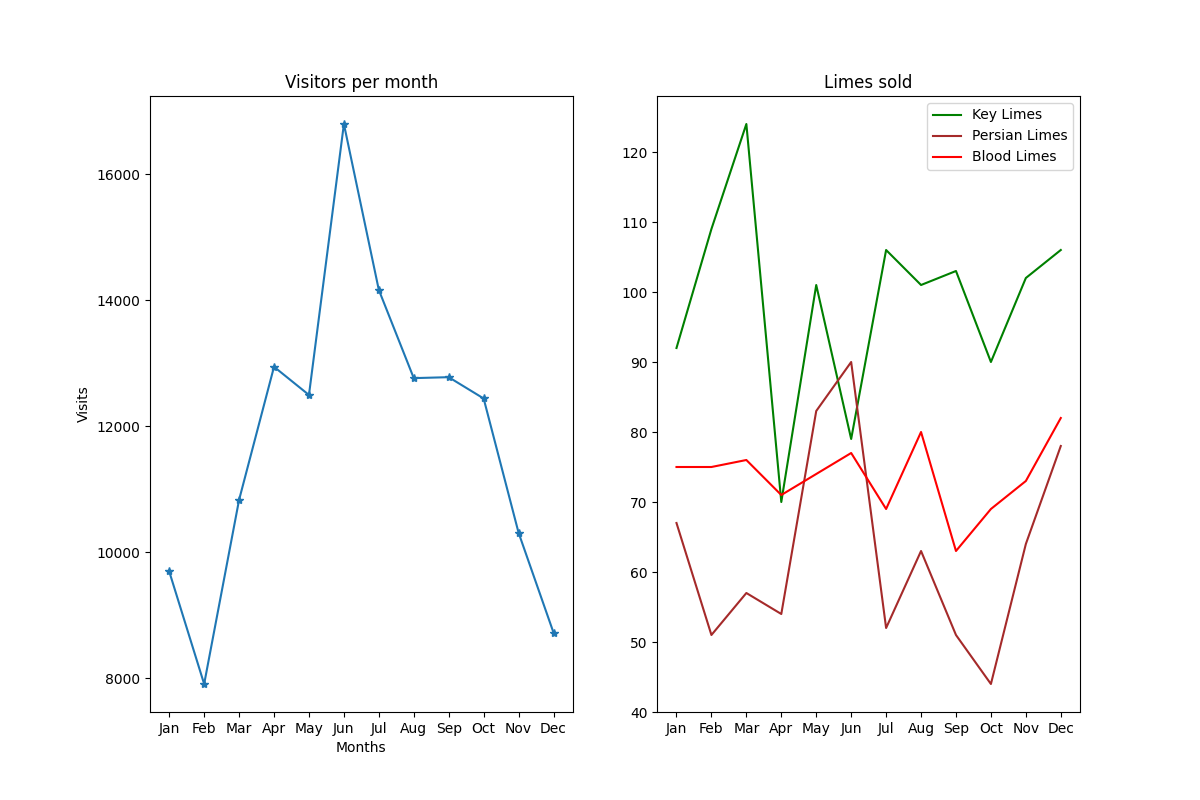 Visitors per month
Visits
16000
14000
12000
10000
8000
Jan Feb Mar Apr May Jun Jul Aug Sep Oct Nov Dec
Months
Limes sold
Key Limes
Persian Limes
Blood Limes
120
110
100
90
80
70
60
50
40
Jan Feb Mar Apr May Jun Jul Aug Sep Oct Nov Dec